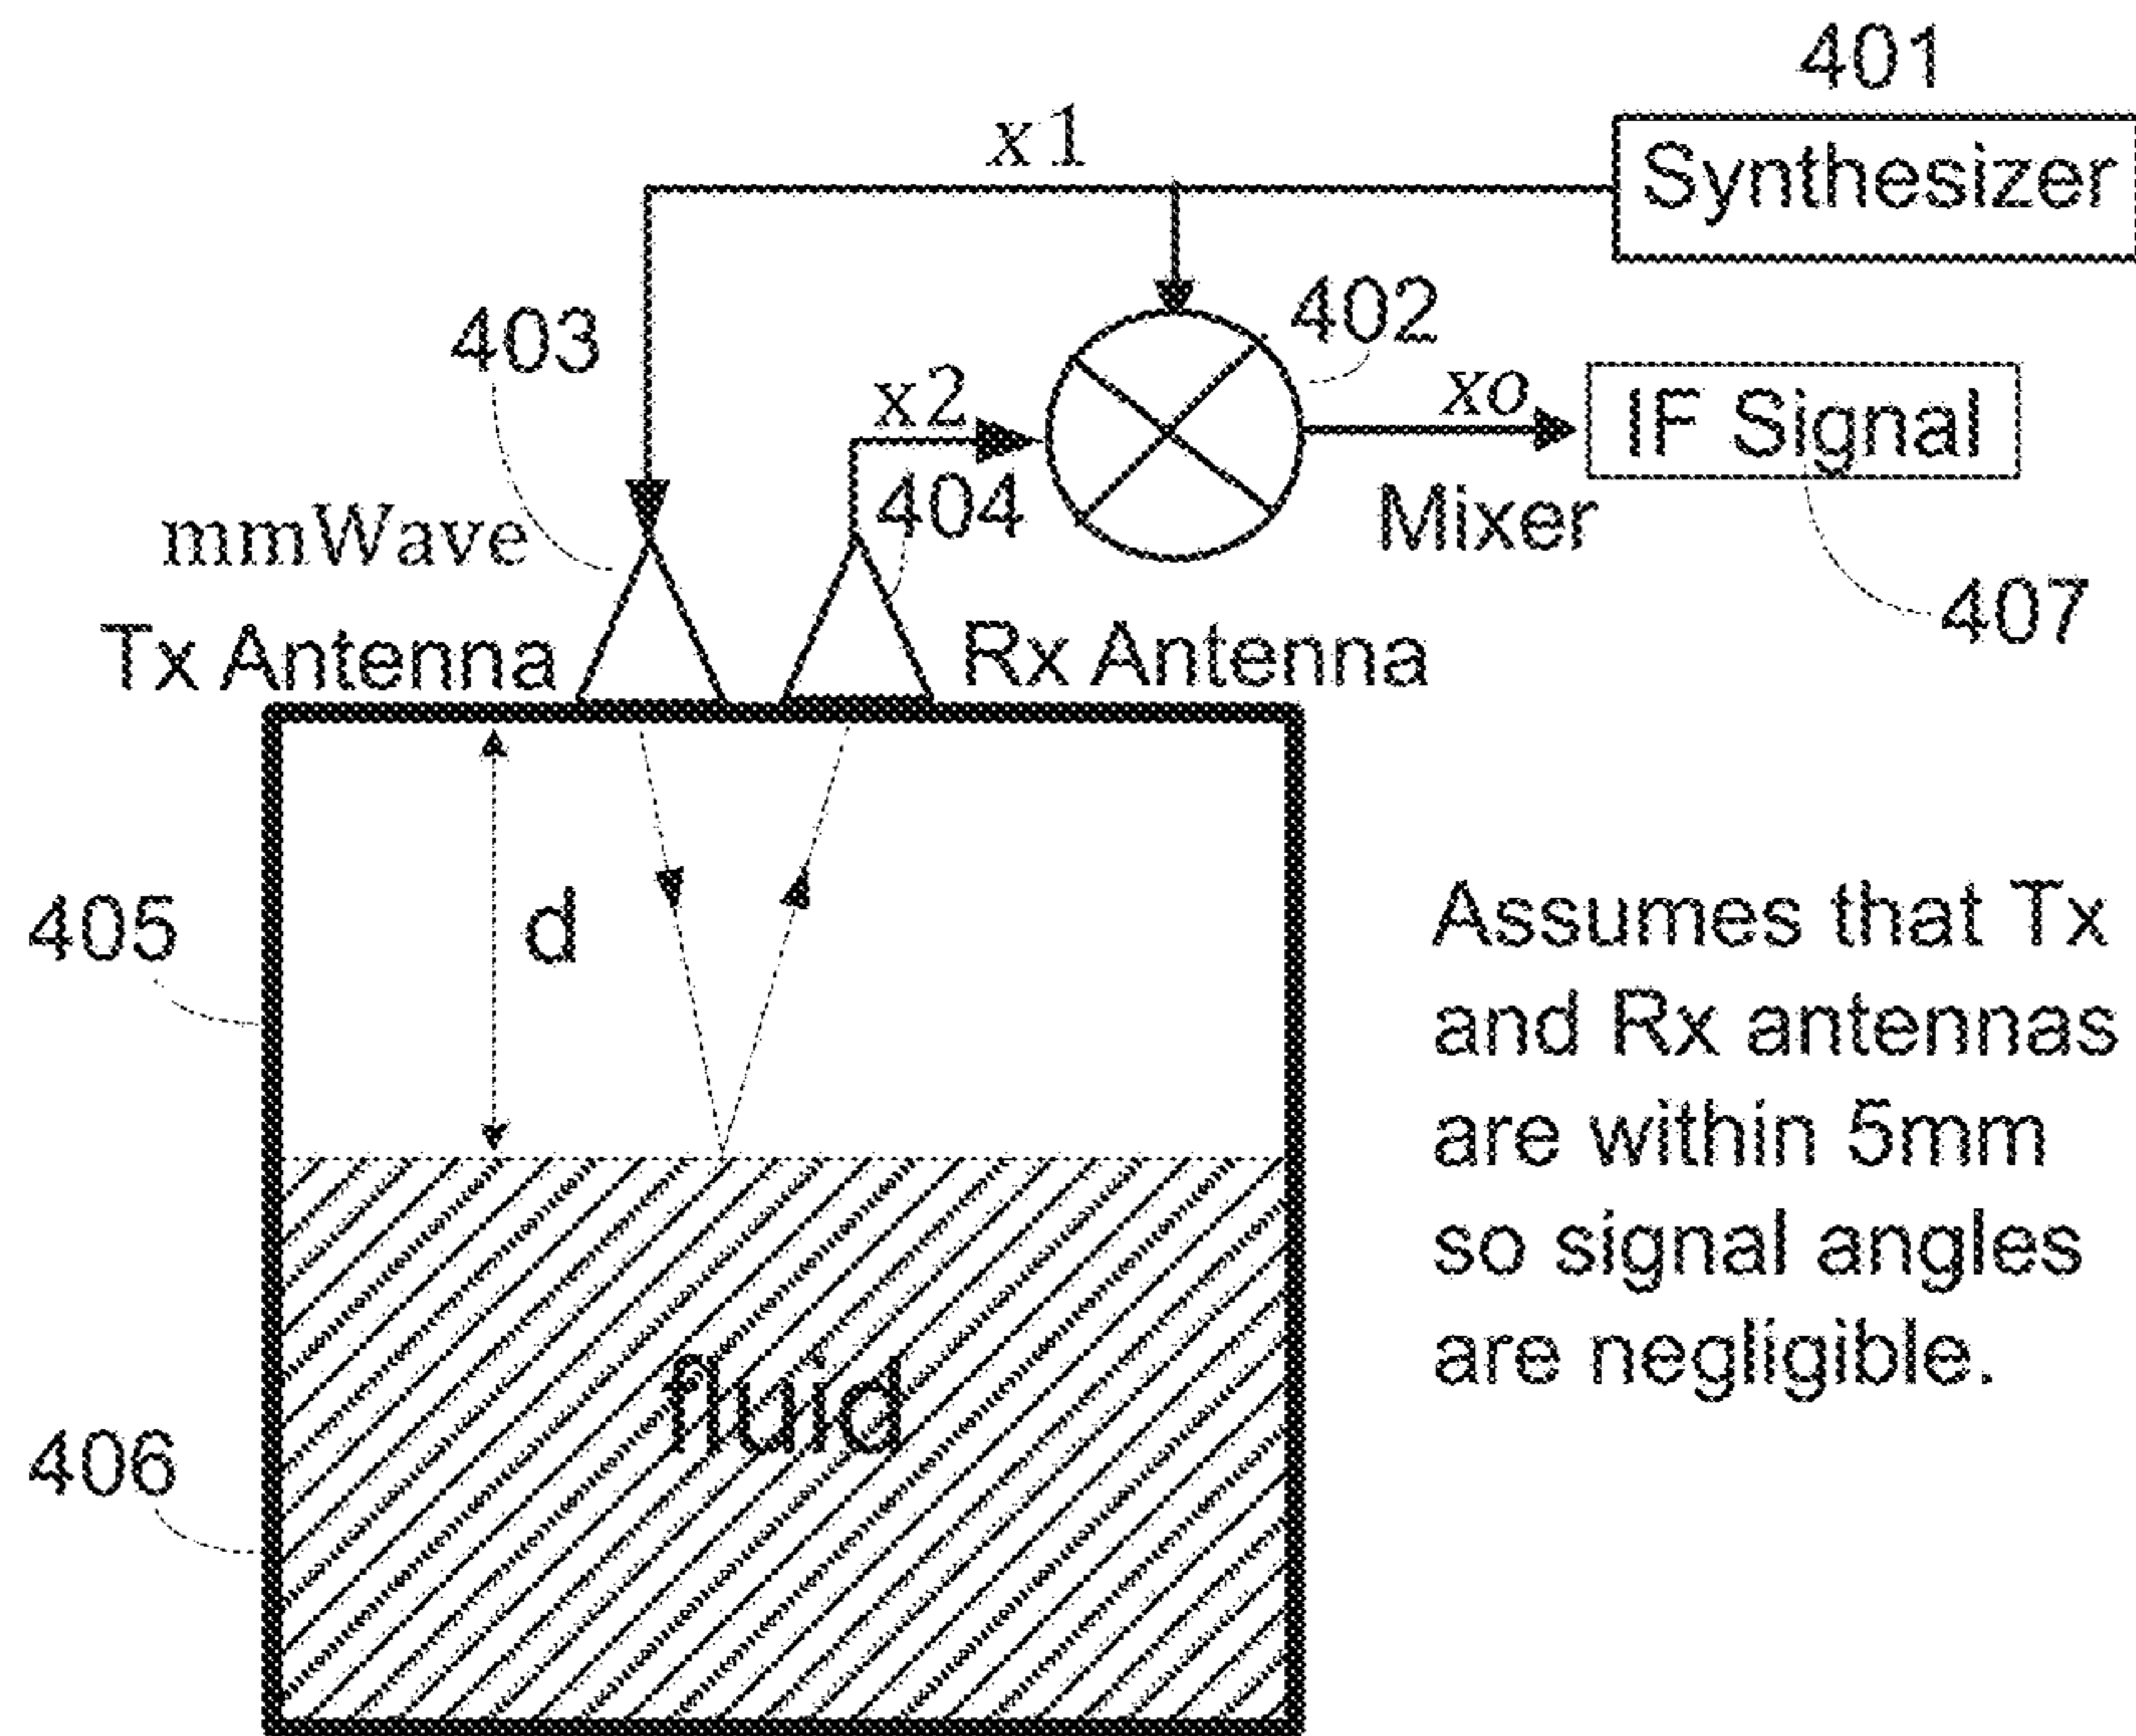 401
Synthesizer
x1
402
403
x2
xo
IF Signal
404
mmWave
Mixer
407
Tx Antenna
Rx Antenna
405
d
Assumes that Tx
and Rx antennas
are within 5mm
so signal angles
are negligible.
fluid
406